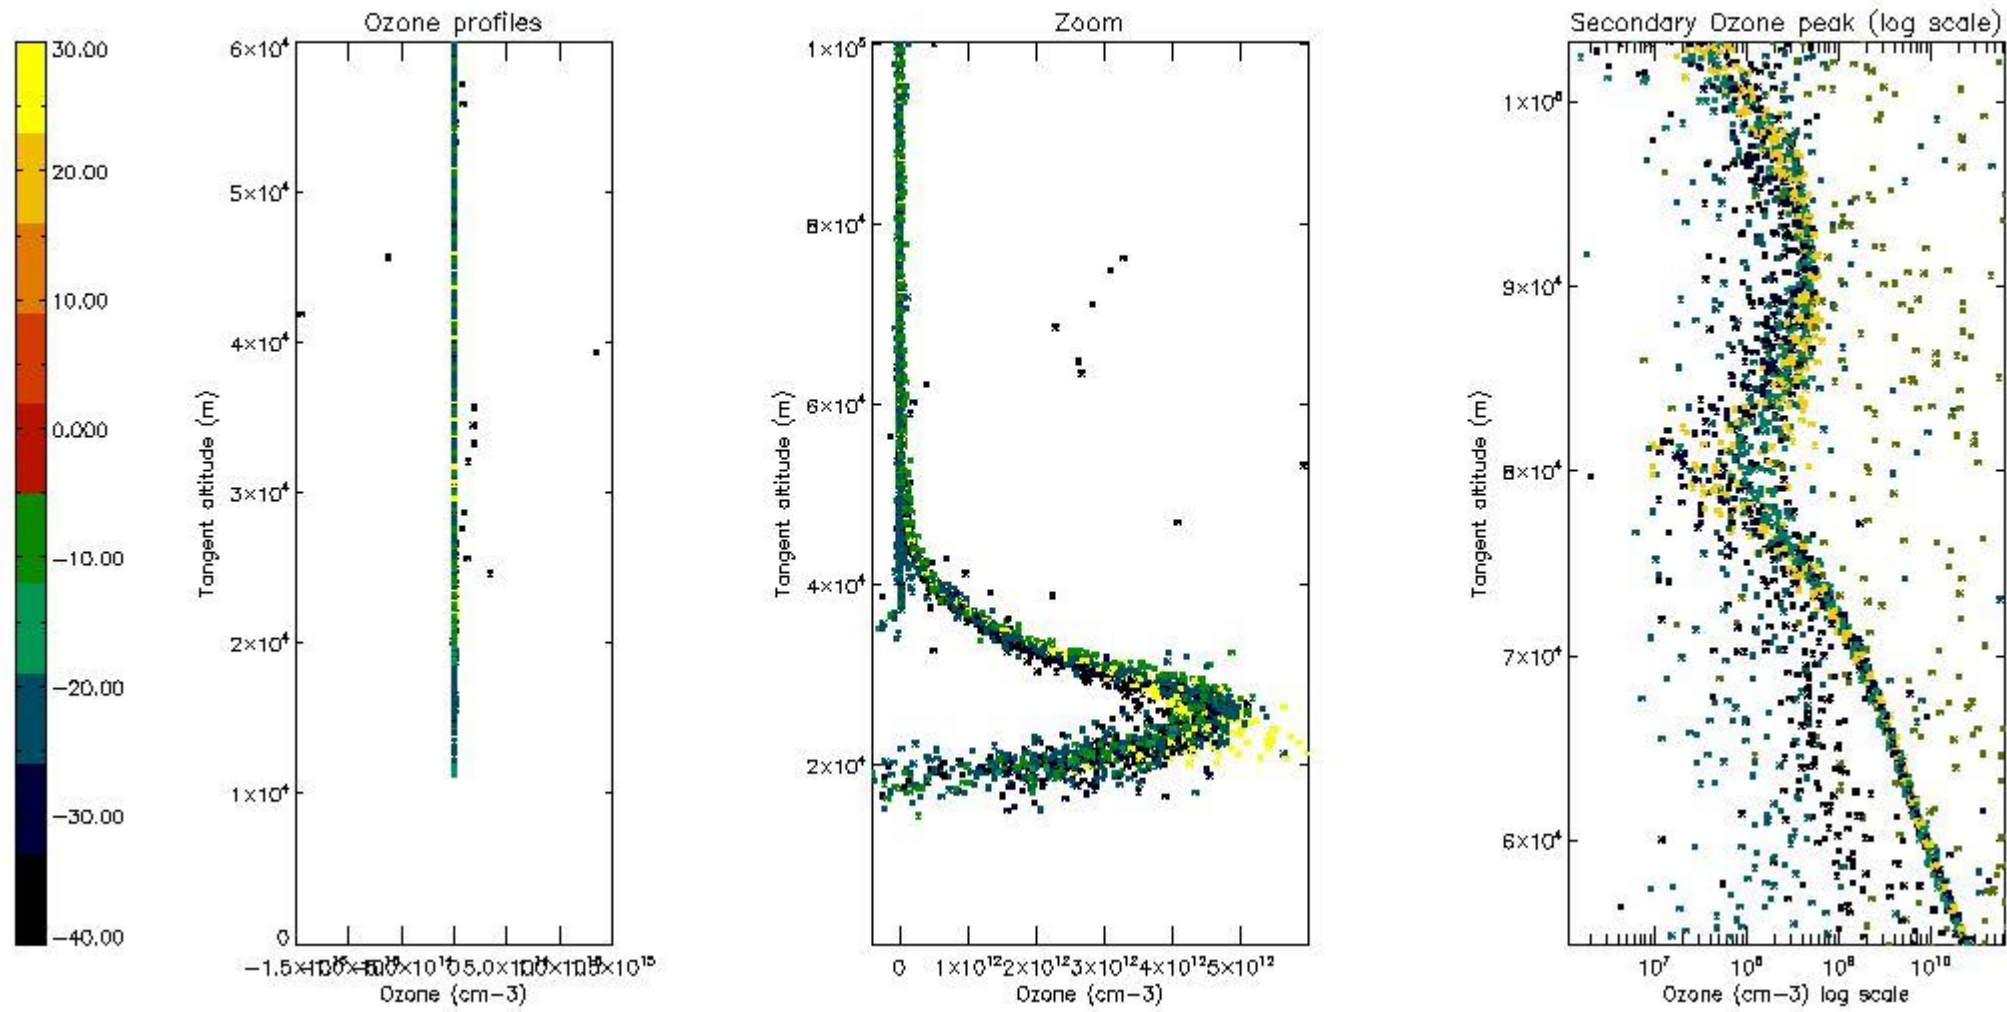 Ozone profiles
Zoom
Secondary Ozone peak (log scale)
30.00
20.00
10.00
0.000
−10.00
−20.00
−30.00
−40.00
6×10⁴
5×10⁴
4×10⁴
3×10⁴
2×10⁴
1×10⁴
0
Tangent altitude (m)
Ozone (cm−3)
1×10⁵
8×10⁴
6×10⁴
4×10⁴
2×10⁴
Tangent altitude (m)
0 1×10¹² 2×10¹² 3×10¹² 4×10¹² 5×10¹²
Ozone (cm−3)
9×10⁴
8×10⁴
7×10⁴
6×10⁴
Tangent altitude (m)
10⁷ 10⁸ 10⁹ 10¹⁰
Ozone (cm−3) log scale